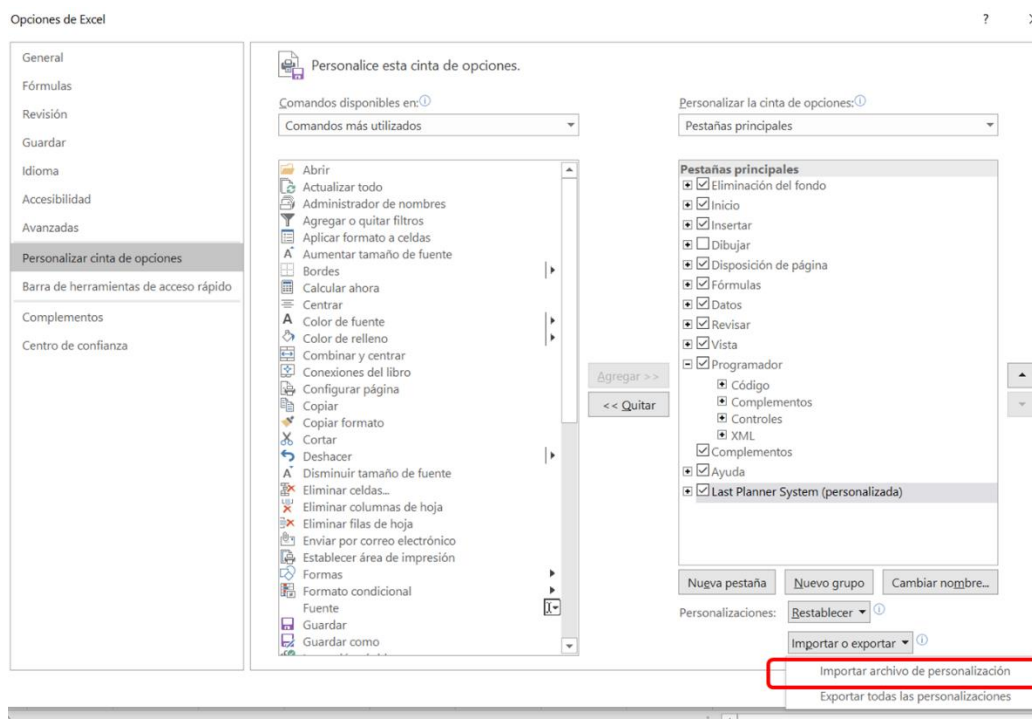 Opciones de Excel
?
General
Fórmulas
Revisión
Guardar
Idioma
Accesibilidad
Avanzadas
Personalizar cinta de opciones
Barra de herramientas de acceso rápido
Complementos
Centro de confianza
Personalice esta cinta de opciones.
Comandos disponibles en:
Comandos más utilizados
Abrir
Actualizar todo
Administrador de nombres
Agregar o quitar filtros
Aplicar formato a celdas
Aumentar tamaño de fuente
Bordes
Calcular ahora
Centrar
Color de fuente
Color de relleno
Combinar y centrar
Conexiones del libro
Configurar página
Copiar
Copiar formato
Cortar
Deshacer
Disminuir tamaño de fuente
Eliminar celdas...
Eliminar columnas de hoja
Eliminar filas de hoja
Enviar por correo electrónico
Establecer área de impresión
Formas
Formato condicional
Fuente
Guardar
Guardar como
Agregar >>
<< Quitar
Personalizar la cinta de opciones:
Pestañas principales
Pestañas principales
Eliminación del fondo
Inicio
Insertar
Dibujar
Disposición de página
Fórmulas
Datos
Revisar
Vista
Programador
Código
Complementos
Controles
XML
Complementos
Ayuda
Last Planner System (personalizada)
Nueva pestaña
Nuevo grupo
Cambiar nombre...
Personalizaciones:
Restablecer
Importar o exportar
Importar archivo de personalización
Exportar todas las personalizaciones